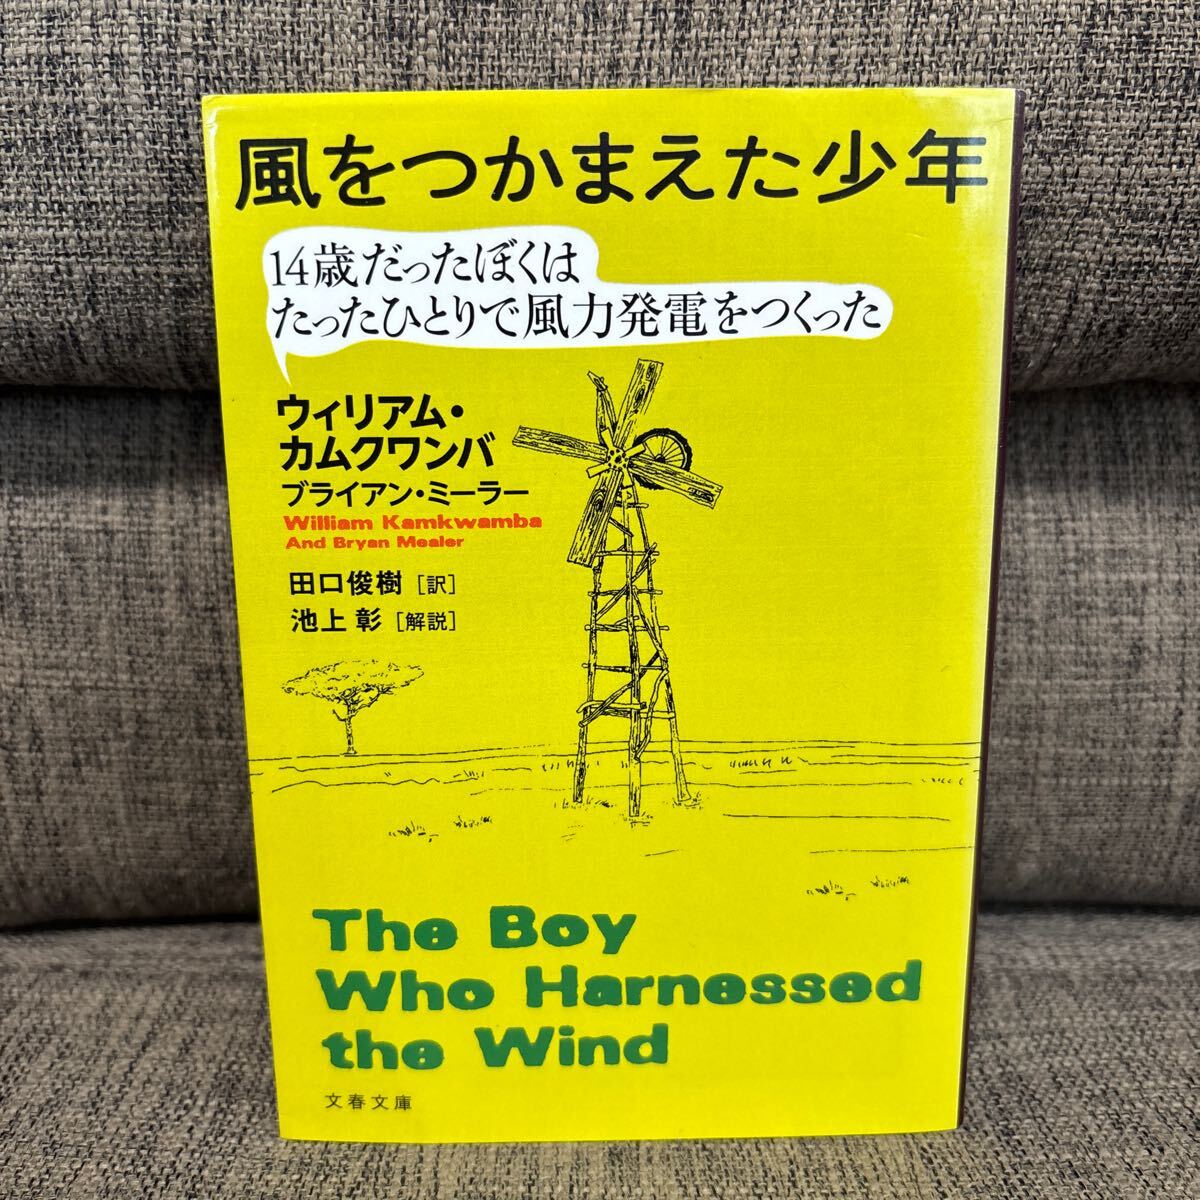 風をつかまえた少年
14歳だったぼくは
たったひとりで風力発電をつくった
ウィリアム・
カムクワンバ
ブライアン・ミーラー
William Kamkwamba
And Bryan Mealer
田口俊樹［訳］
池上 彰［解説］
The Boy
Who Harnessed
the Wind
文春文庫